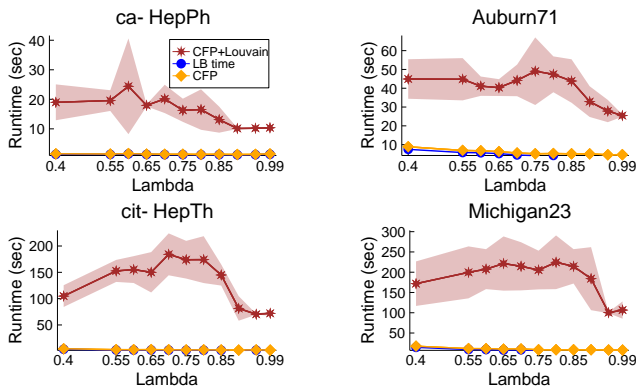 ca- HepPh
Runtime (sec)
40
30
20
10
CFP+Louvain
LB time
CFP
0.4 0.55 0.65 0.75 0.85 0.99
Lambda
Auburn71
Runtime (sec)
60
50
40
30
20
10
0.4 0.55 0.65 0.75 0.85 0.99
Lambda
cit- HepTh
Runtime (sec)
200
150
100
50
0.4 0.55 0.65 0.75 0.85 0.99
Lambda
Michigan23
Runtime (sec)
300
250
200
150
100
50
0.4 0.55 0.65 0.75 0.85 0.99
Lambda